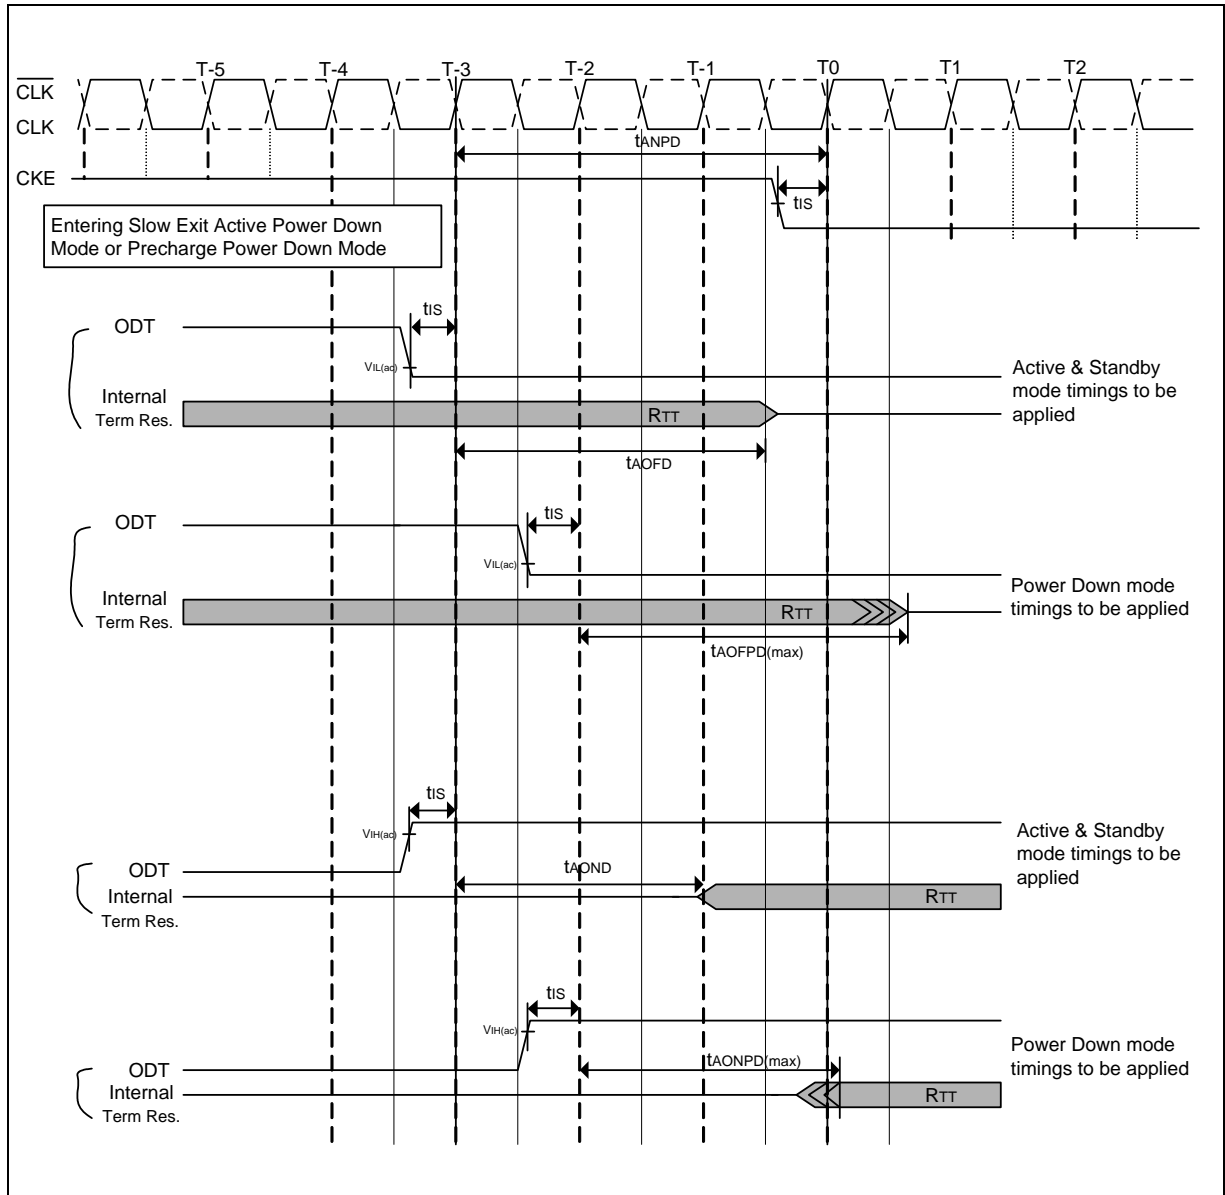 T-5 T-4 T-3 T-2 T-1 T0 T1 T2
CLK
CLK
tANPD
CKE
tIS
Entering Slow Exit Active Power Down
Mode or Precharge Power Down Mode
tIS
ODT
VIL(ac)
Active & Standby
mode timings to be
applied
Internal
Term Res.
RTT
tAOFD
tIS
ODT
VIL(ac)
Power Down mode
timings to be applied
Internal
Term Res.
RTT
tAOFPD(max)
tIS
VIH(ac)
Active & Standby
mode timings to be
applied
ODT
tAOND
Internal
Term Res.
RTT
tIS
VIH(ac)
Power Down mode
timings to be applied
ODT
tAONPD(max)
Internal
Term Res.
RTT